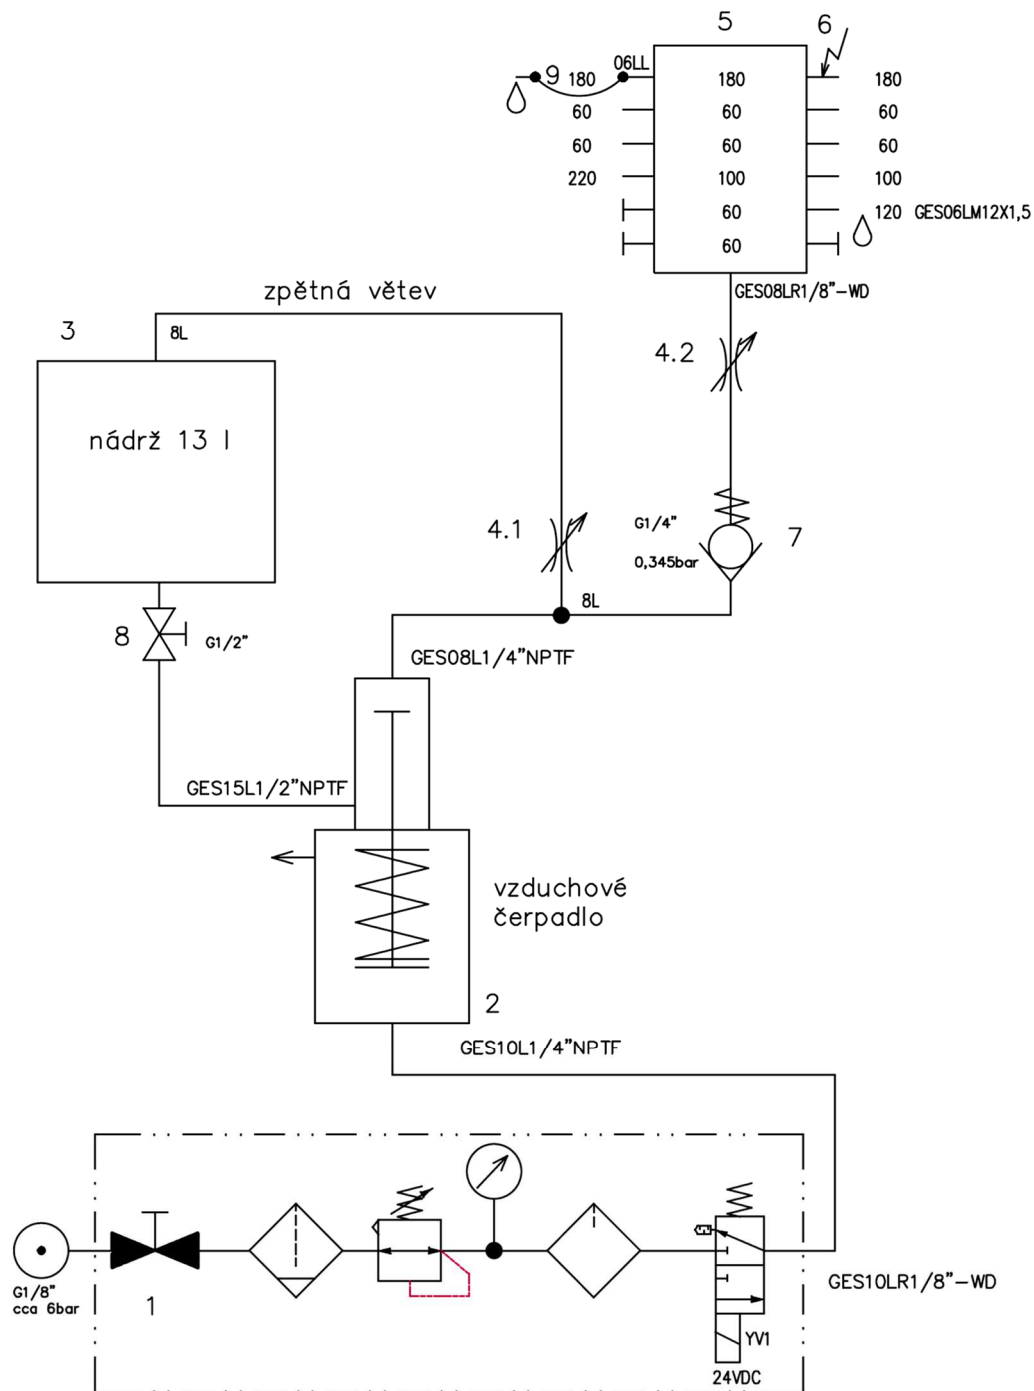 5 6
9 180 06LL 180 180
60 60 60
60 60 60
220 100 100
60 120 GES06LM12X1,5
60
GES08LR1/8"-WD
zpětná větev
3 8L
4.2
nádrž 13 l
4.1 G1/4" 7
0,345bar
8L
8 G1/2"
GES08L1/4"NPTF
GES15L1/2"NPTF
vzduchové
čerpadlo
2
GES10L1/4"NPTF
G1/8"
cca 6bar
1
GES10LR1/8"-WD
YV1
24VDC